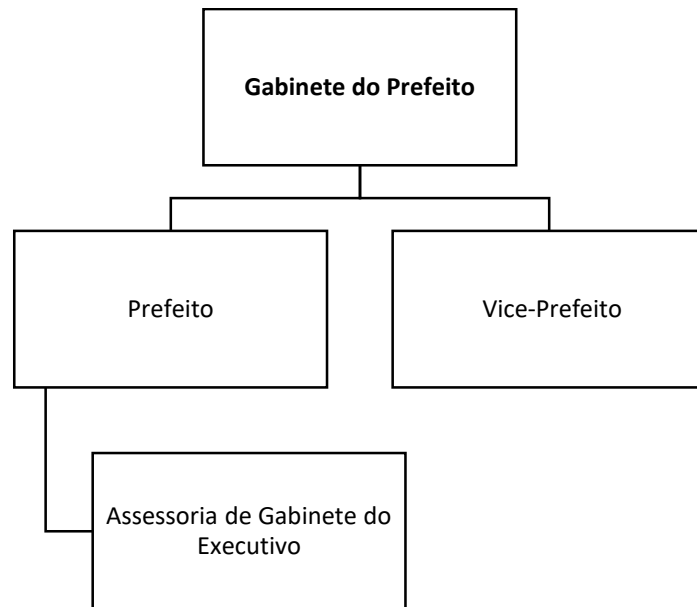 Gabinete do Prefeito
Prefeito
Vice-Prefeito
Assessoria de Gabinete do
Executivo